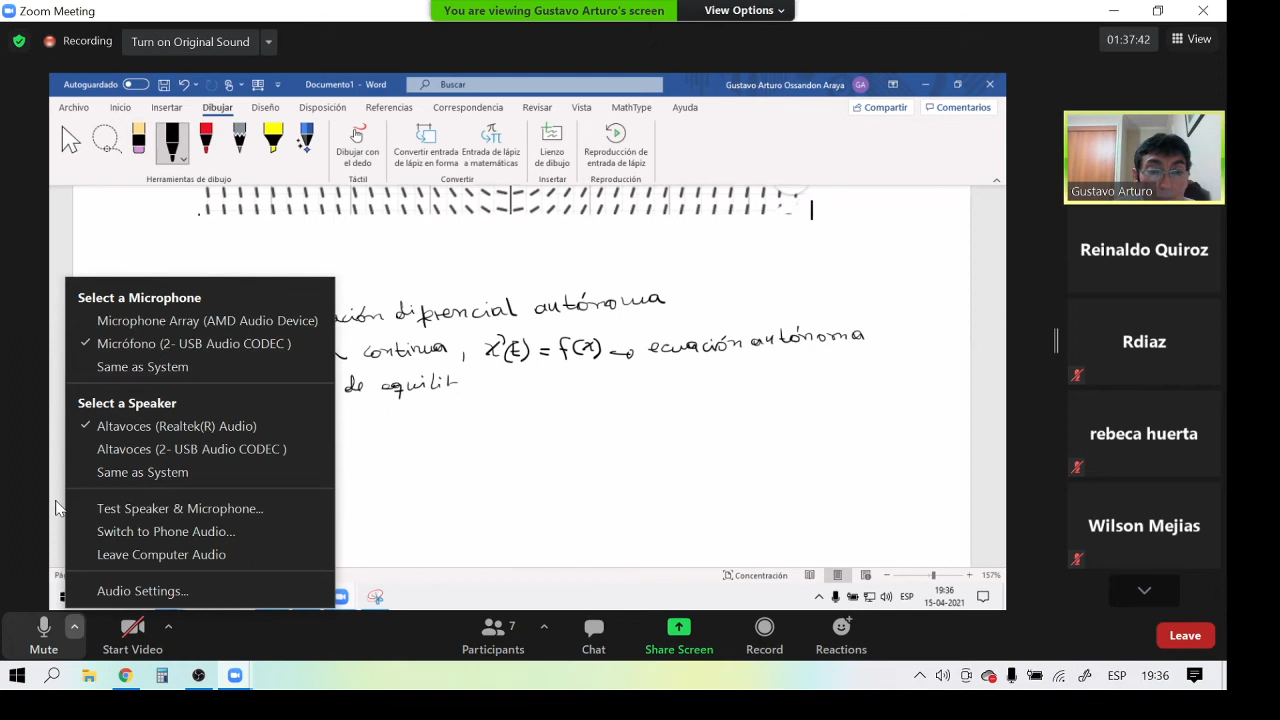 Zoom Meeting
You are viewing Gustavo Arturo's screen
View Options
Recording
Turn on Original Sound
01:37:42
View
Autoguardado
Documento1 - Word
Buscar
Gustavo Arturo Ossandon Araya
GA
Archivo
Inicio
Insertar
Dibujar
Diseño
Disposición
Referencias
Correspondencia
Revisar
Vista
MathType
Ayuda
Compartir
Comentarios
Dibujar con el dedo
Convertir entrada de lápiz en forma
Entrada de lápiz a matemáticas
Lienzo de dibujo
Reproducción de entrada de lápiz
Herramientas de dibujo
Táctil
Convertir
Insertar
Reproducción
Gustavo Arturo
Reinaldo Quiroz
Rdiaz
rebeca huerta
Wilson Mejias
ción diferencial autónoma
continua, x'(t) = f(x) → ecuación autónoma
de equilib
Select a Microphone
Microphone Array (AMD Audio Device)
Micrófono (2- USB Audio CODEC )
Same as System
Select a Speaker
Altavoces (Realtek(R) Audio)
Altavoces (2- USB Audio CODEC )
Same as System
Test Speaker & Microphone...
Switch to Phone Audio...
Leave Computer Audio
Audio Settings...
Concentración
157%
ESP
19:36
15-04-2021
Mute
Start Video
7
Participants
Chat
Share Screen
Record
Reactions
Leave
ESP
19:36